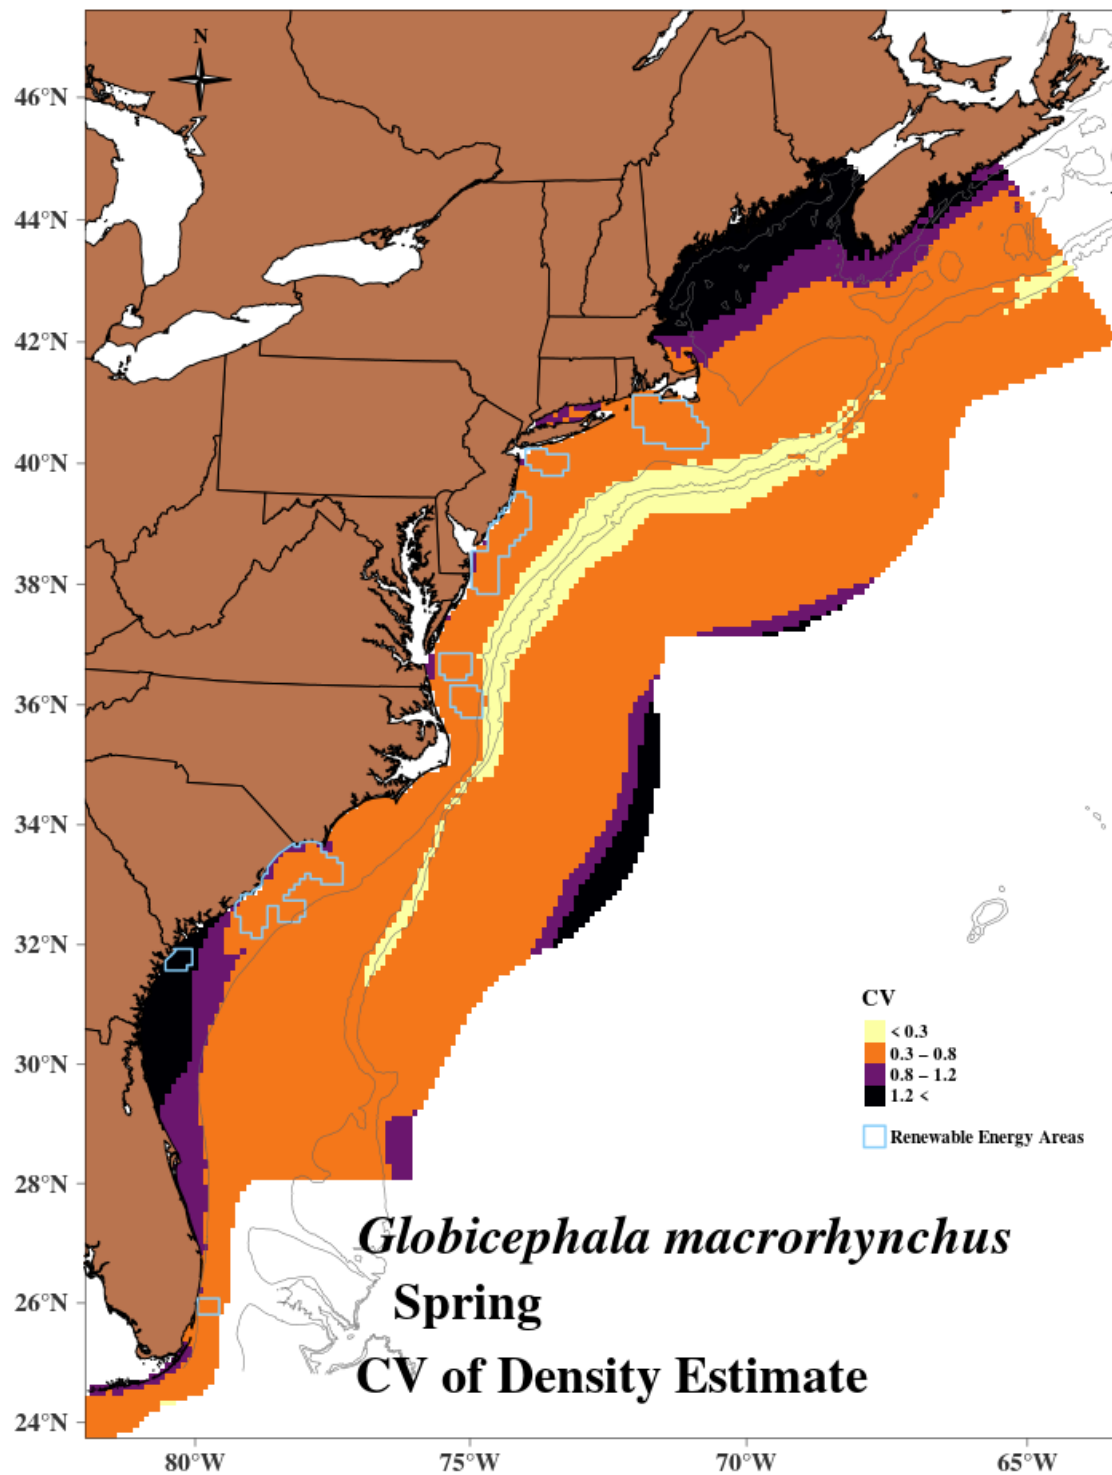 N
46°N
44°N
42°N
40°N
38°N
36°N
34°N
32°N
30°N
28°N
26°N
24°N
CV
< 0.3
0.3 – 0.8
0.8 – 1.2
1.2 <
Renewable Energy Areas
Globicephala macrorhynchus
Spring
CV of Density Estimate
80°W 75°W 70°W 65°W